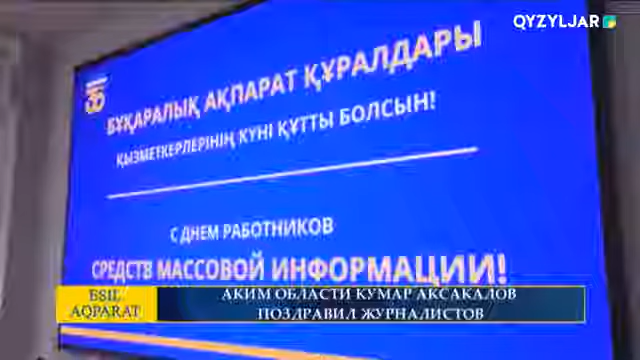 QYZYLJAR
БҰҚАРАЛЫҚ АҚПАРАТ ҚҰРАЛДАРЫ
ҚЫЗМЕТКЕРЛЕРІНІҢ КҮНІ ҚҰТТЫ БОЛСЫН!
С ДНЕМ РАБОТНИКОВ
СРЕДСТВ МАССОВОЙ ИНФОРМАЦИИ!
ESIL
AQPARAT
АКИМ ОБЛАСТИ КУМАР АКСАКАЛОВ
ПОЗДРАВИЛ ЖУРНАЛИСТОВ